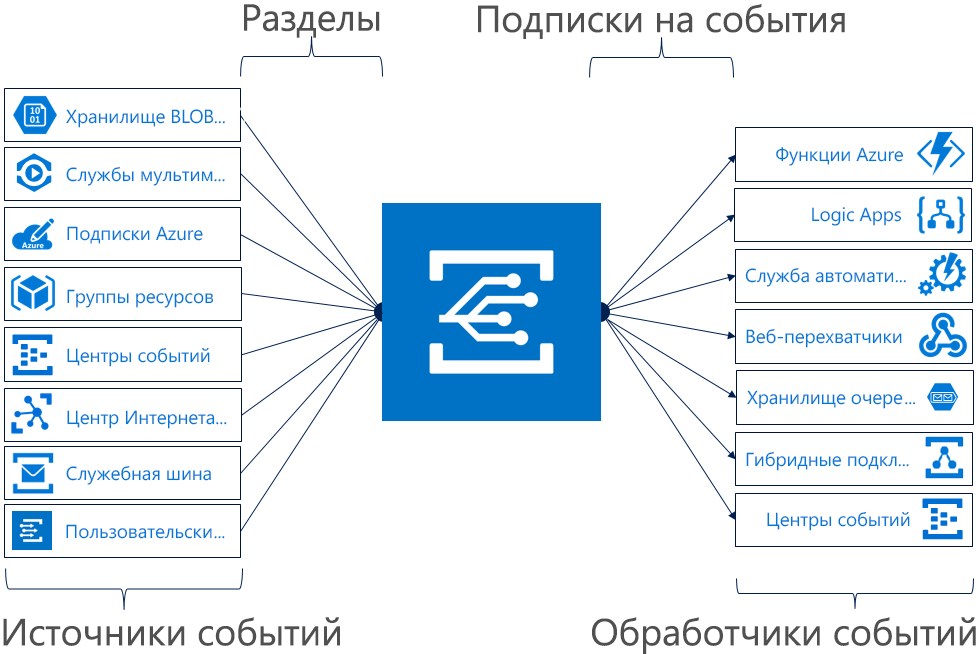 Разделы
Подписки на события
Хранилище BLOB...
Службы мультим...
Подписки Azure
Azure
Группы ресурсов
Центры событий
Центр Интернета...
Служебная шина
Пользовательски...
10
01
Функции Azure
Logic Apps
Служба автомати...
Веб-перехватчики
Хранилище очере...
Гибридные подкл...
Центры событий
Источники событий
Обработчики событий